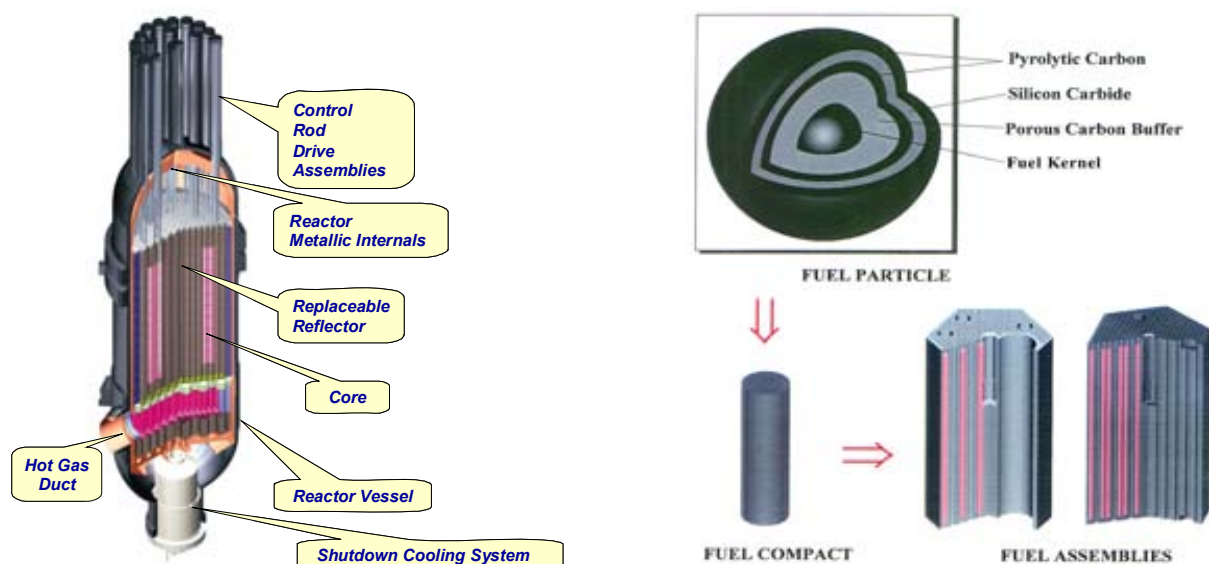 Control
Rod
Drive
Assemblies
Reactor
Metallic Internals
Replaceable
Reflector
Core
Hot Gas
Duct
Reactor Vessel
Shutdown Cooling System
Pyrolytic Carbon
Silicon Carbide
Porous Carbon Buffer
Fuel Kernel
FUEL PARTICLE
FUEL COMPACT
FUEL ASSEMBLIES